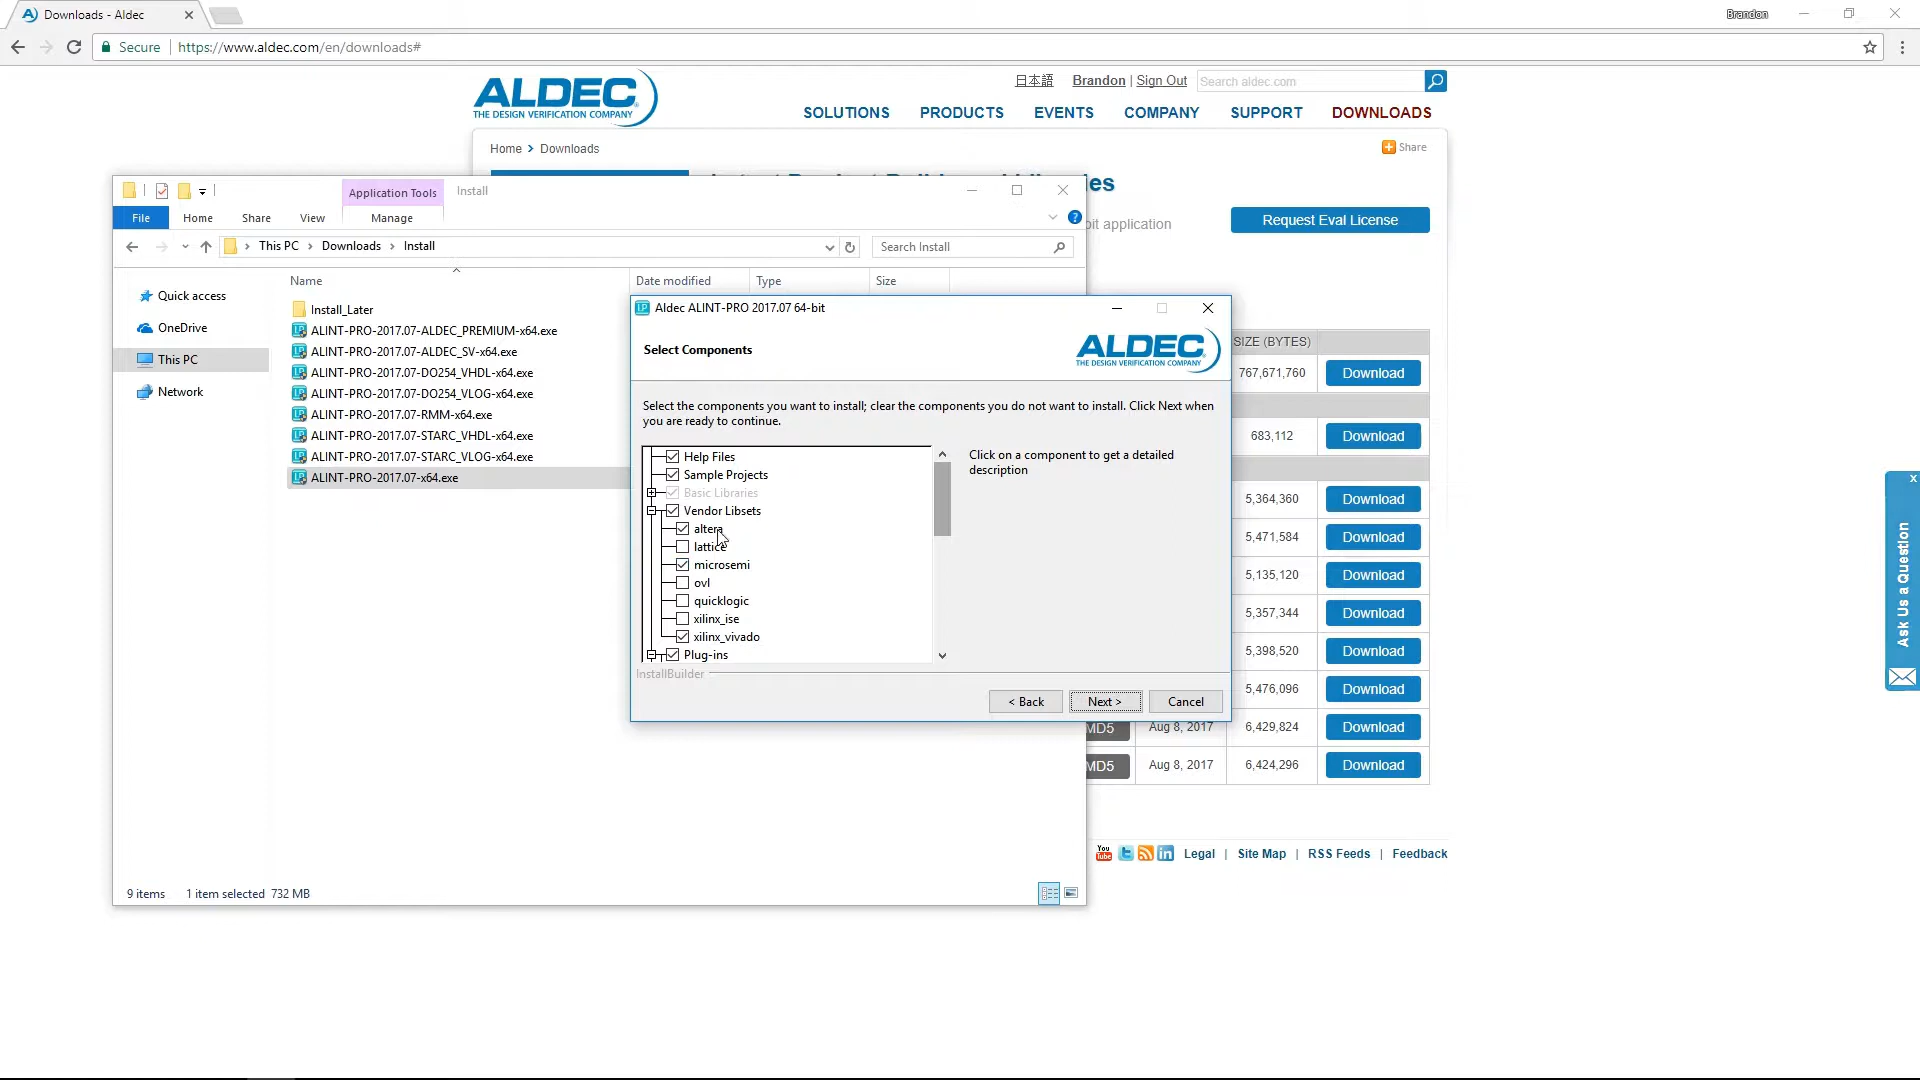 Downloads - Aldec
Brandon
Secure | https://www.aldec.com/en/downloads#
ALDEC
THE DESIGN VERIFICATION COMPANY
日本語 Brandon | Sign Out Search aldec.com
SOLUTIONS PRODUCTS EVENTS COMPANY SUPPORT DOWNLOADS
Home > Downloads
Share
Request Eval License
application
Application Tools Install
File Home Share View Manage
This PC > Downloads > Install
Search Install
Name Date modified Type Size
Quick access
OneDrive
This PC
Network
Install_Later
ALINT-PRO-2017.07-ALDEC_PREMIUM-x64.exe
ALINT-PRO-2017.07-ALDEC_SV-x64.exe
ALINT-PRO-2017.07-DO254_VHDL-x64.exe
ALINT-PRO-2017.07-DO254_VLOG-x64.exe
ALINT-PRO-2017.07-RMM-x64.exe
ALINT-PRO-2017.07-STARC_VHDL-x64.exe
ALINT-PRO-2017.07-STARC_VLOG-x64.exe
ALINT-PRO-2017.07-x64.exe
9 items 1 item selected 732 MB
Aldec ALINT-PRO 2017.07 64-bit
Select Components
ALDEC
THE DESIGN VERIFICATION COMPANY
Select the components you want to install; clear the components you do not want to install. Click Next when
you are ready to continue.
Help Files
Sample Projects
Basic Libraries
Vendor Libsets
altera
lattice
microsemi
ovl
quicklogic
xilinx_ise
xilinx_vivado
Plug-ins
Click on a component to get a detailed
description
InstallBuilder
< Back Next > Cancel
SIZE (BYTES)
767,671,760 Download
683,112 Download
5,364,360 Download
5,471,584 Download
5,135,120 Download
5,357,344 Download
5,398,520 Download
5,476,096 Download
MD5 Aug 8, 2017 6,429,824 Download
MD5 Aug 8, 2017 6,424,296 Download
You Tube Legal | Site Map | RSS Feeds | Feedback
x
Ask Us a Question